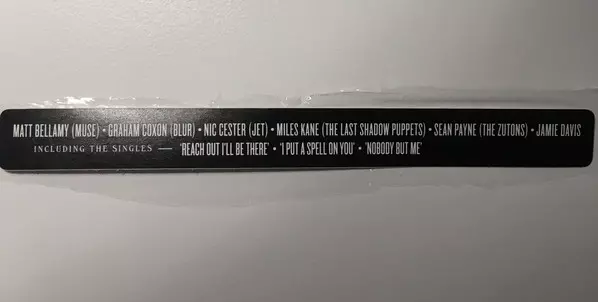 MATT BELLAMY (MUSE) • GRAHAM COXON (BLUR) • NIC CESTER (JET) • MILES KANE (THE LAST SHADOW PUPPETS) • SEAN PAYNE (THE ZUTONS) • JAMIE DAVIS
INCLUDING THE SINGLES — 'REACH OUT I'LL BE THERE' • 'I PUT A SPELL ON YOU' • 'NOBODY BUT ME'